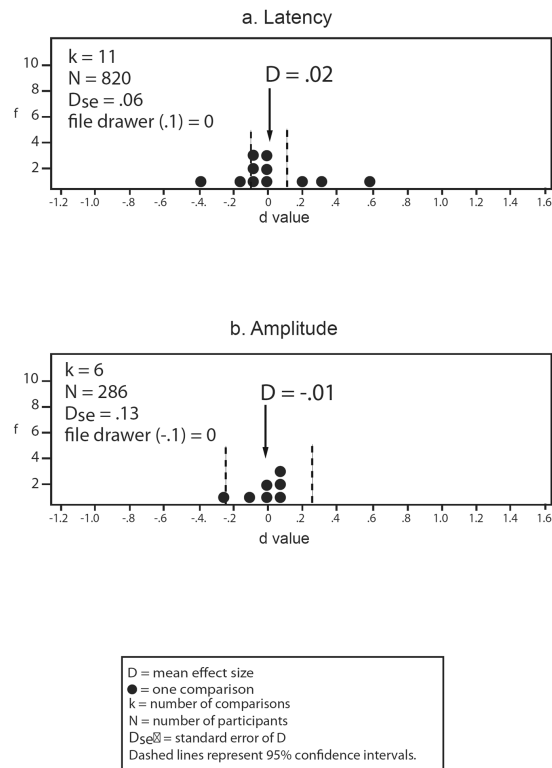 a. Latency
k = 11
N = 820
Dse = .06
file drawer (.1) = 0
D = .02
f
10
8
6
4
2
-1.2 -1.0 -.8 -.6 -.4 -.2 0 .2 .4 .6 .8 1.0 1.2 1.4 1.6
d value
b. Amplitude
k = 6
N = 286
Dse = .13
file drawer (-.1) = 0
D = -.01
f
10
8
6
4
2
-1.2 -1.0 -.8 -.6 -.4 -.2 0 .2 .4 .6 .8 1.0 1.2 1.4 1.6
d value
D = mean effect size
= one comparison
k = number of comparisons
N = number of participants
Dse = standard error of D
Dashed lines represent 95% confidence intervals.